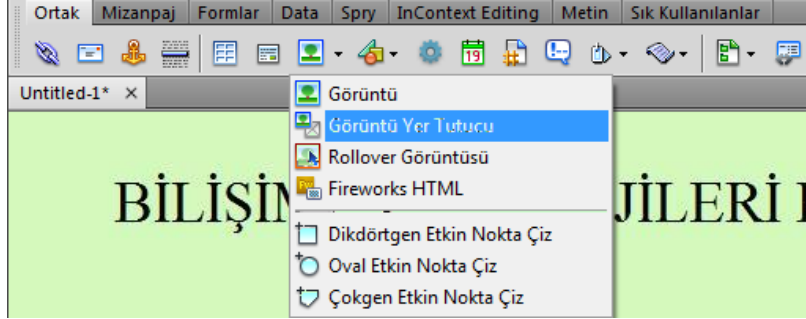 Ortak Mizanpaj Formlar Data Spry InContext Editing Metin Sık Kullanılanlar
19
Untitled-1* ×
Görüntü
Görüntü Yer Tutucu
Rollover Görüntüsü
Fireworks HTML
BİLİŞİM JİLERİ
Dikdörtgen Etkin Nokta Çiz
Oval Etkin Nokta Çiz
Çokgen Etkin Nokta Çiz